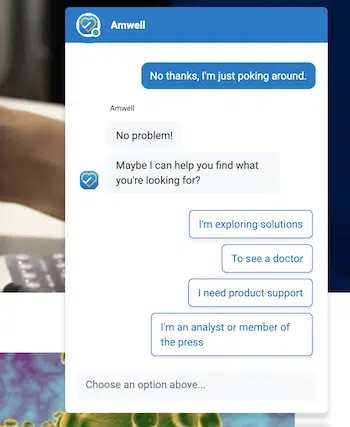 Amwell
No thanks, I'm just poking around.
Amwell
No problem!
Maybe I can help you find what
you're looking for?
I'm exploring solutions
To see a doctor
I need product support
I'm an analyst or member of
the press
Choose an option above...